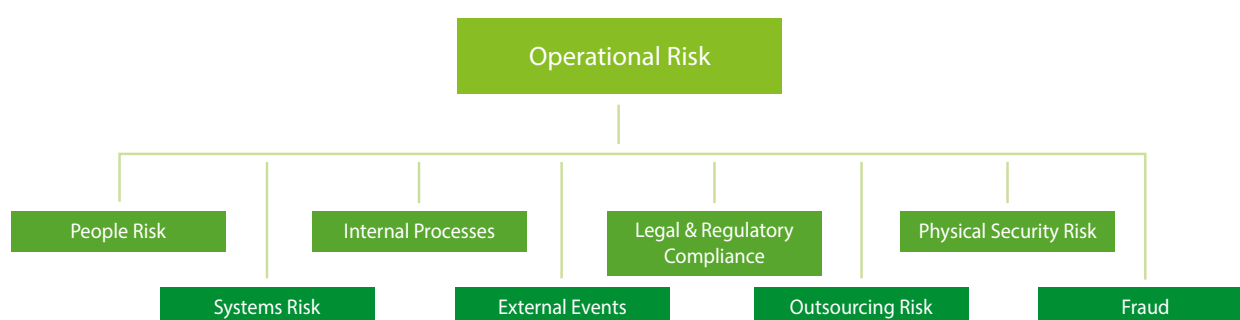 Operational Risk
People Risk
Internal Processes
Legal & Regulatory
Compliance
Physical Security Risk
Systems Risk
External Events
Outsourcing Risk
Fraud